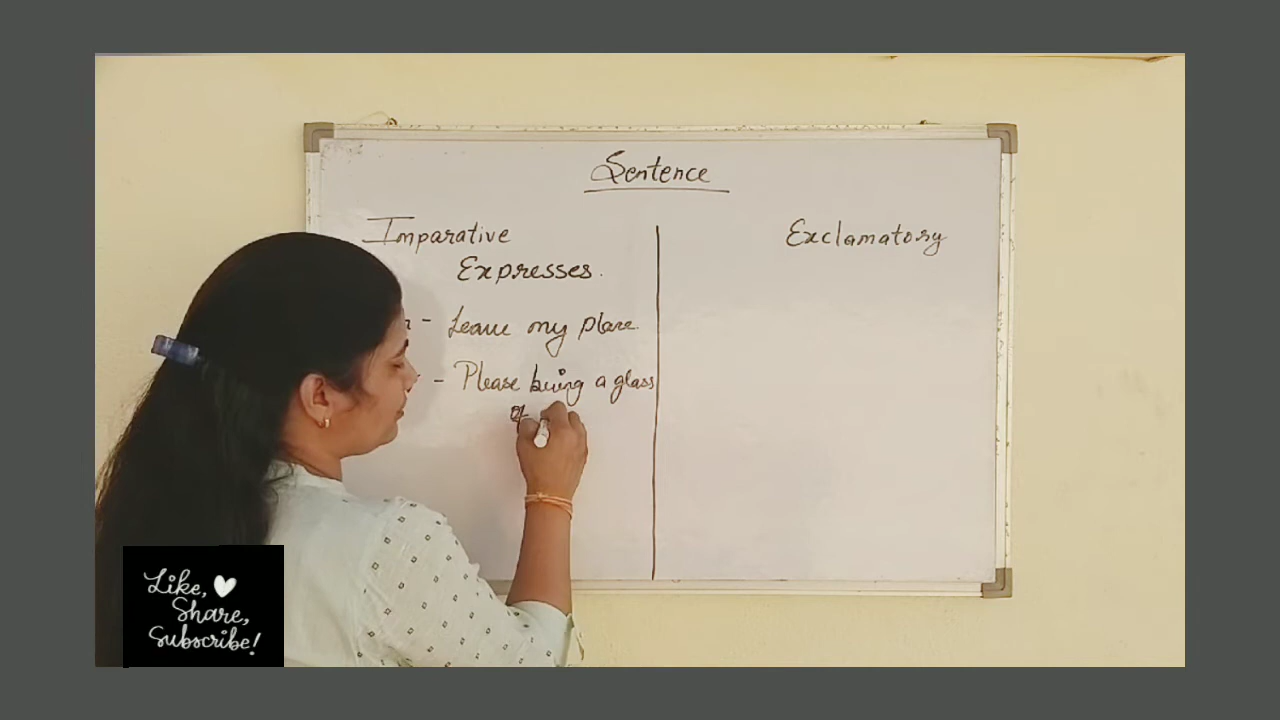 Sentence
Imparative
Exclamatory
Expresses.
- Leave my place.
- Please bring a glass
of
Like,
Share,
Subscribe!